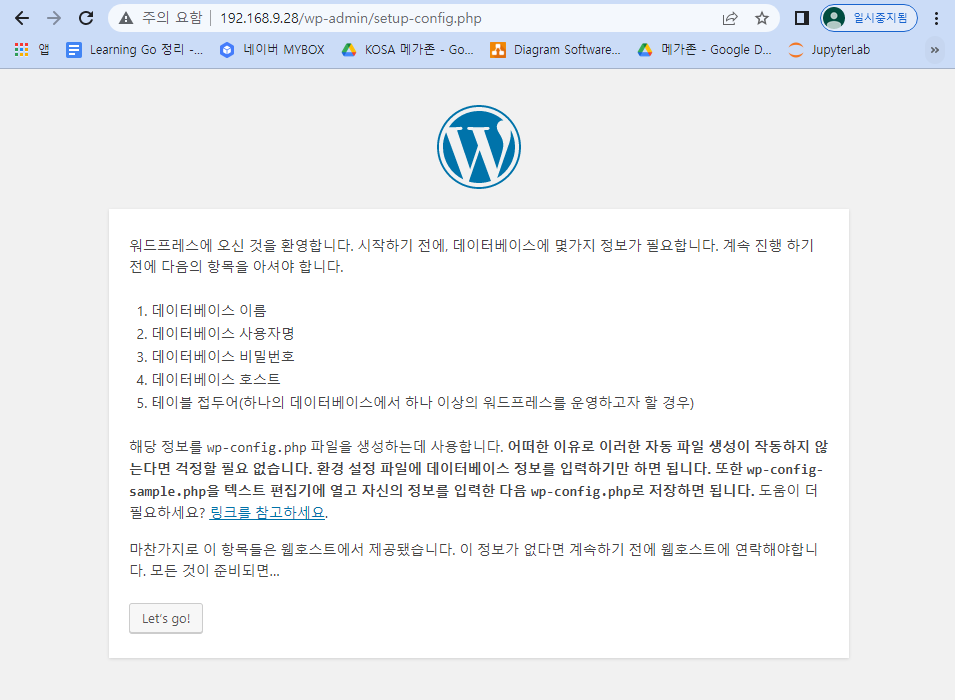 주의 요함 192.168.9.28/wp-admin/setup-config.php 일시중지됨
앱 Learning Go 정리 -... 네이버 MYBOX KOSA 메가존 - Go... Diagram Software... 메가존 - Google D... JupyterLab »
워드프레스에 오신 것을 환영합니다. 시작하기 전에, 데이터베이스에 몇가지 정보가 필요합니다. 계속 진행 하기
전에 다음의 항목을 아셔야 합니다.
1. 데이터베이스 이름
2. 데이터베이스 사용자명
3. 데이터베이스 비밀번호
4. 데이터베이스 호스트
5. 테이블 접두어(하나의 데이터베이스에서 하나 이상의 워드프레스를 운영하고자 할 경우)
해당 정보를 wp-config.php 파일을 생성하는데 사용합니다. 어떠한 이유로 이러한 자동 파일 생성이 작동하지 않
는다면 걱정할 필요 없습니다. 환경 설정 파일에 데이터베이스 정보를 입력하기만 하면 됩니다. 또한 wp-config-
sample.php을 텍스트 편집기에 열고 자신의 정보를 입력한 다음 wp-config.php로 저장하면 됩니다. 도움이 더
필요하세요? 링크를 참고하세요.
마찬가지로 이 항목들은 웹호스트에서 제공됐습니다. 이 정보가 없다면 계속하기 전에 웹호스트에 연락해야합니
다. 모든 것이 준비되면...
Let's go!